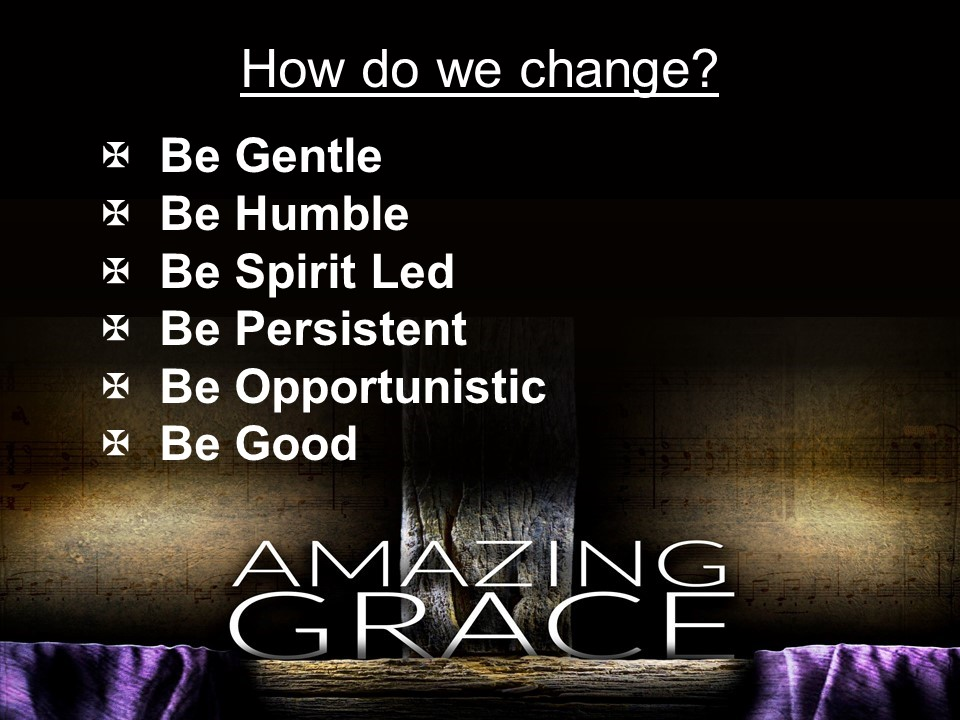 How do we change?
✠ Be Gentle
✠ Be Humble
✠ Be Spirit Led
✠ Be Persistent
✠ Be Opportunistic
✠ Be Good
AMAZING
GRACE